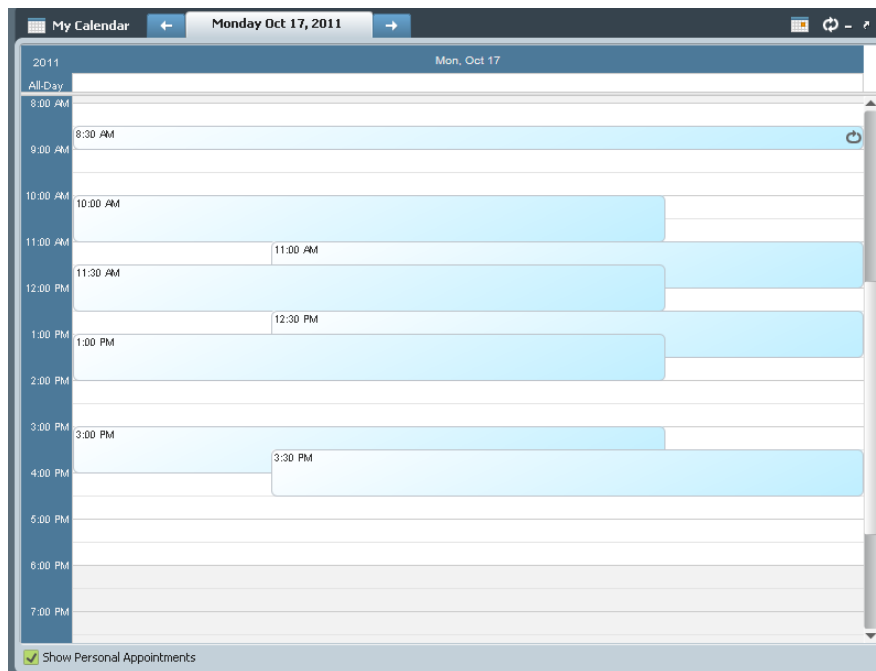 My Calendar
Monday Oct 17, 2011
2011
Mon, Oct 17
All-Day
8:00 AM
8:30 AM
9:00 AM
10:00 AM
10:00 AM
11:00 AM
11:00 AM
11:30 AM
12:00 PM
12:30 PM
1:00 PM
1:00 PM
2:00 PM
3:00 PM
3:00 PM
3:30 PM
4:00 PM
5:00 PM
6:00 PM
7:00 PM
Show Personal Appointments